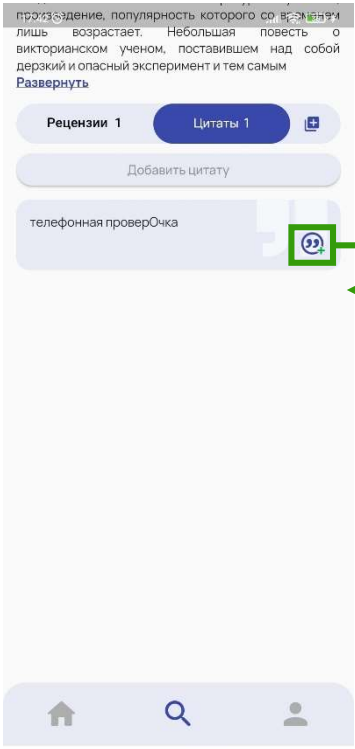 произведение, популярность которого со временем
лишь возрастает. Небольшая повесть о
викторианском ученом, поставившем над собой
дерзкий и опасный эксперимент и тем самым
Развернуть
Рецензии 1
Цитаты 1
Добавить цитату
телефонная проверОчка